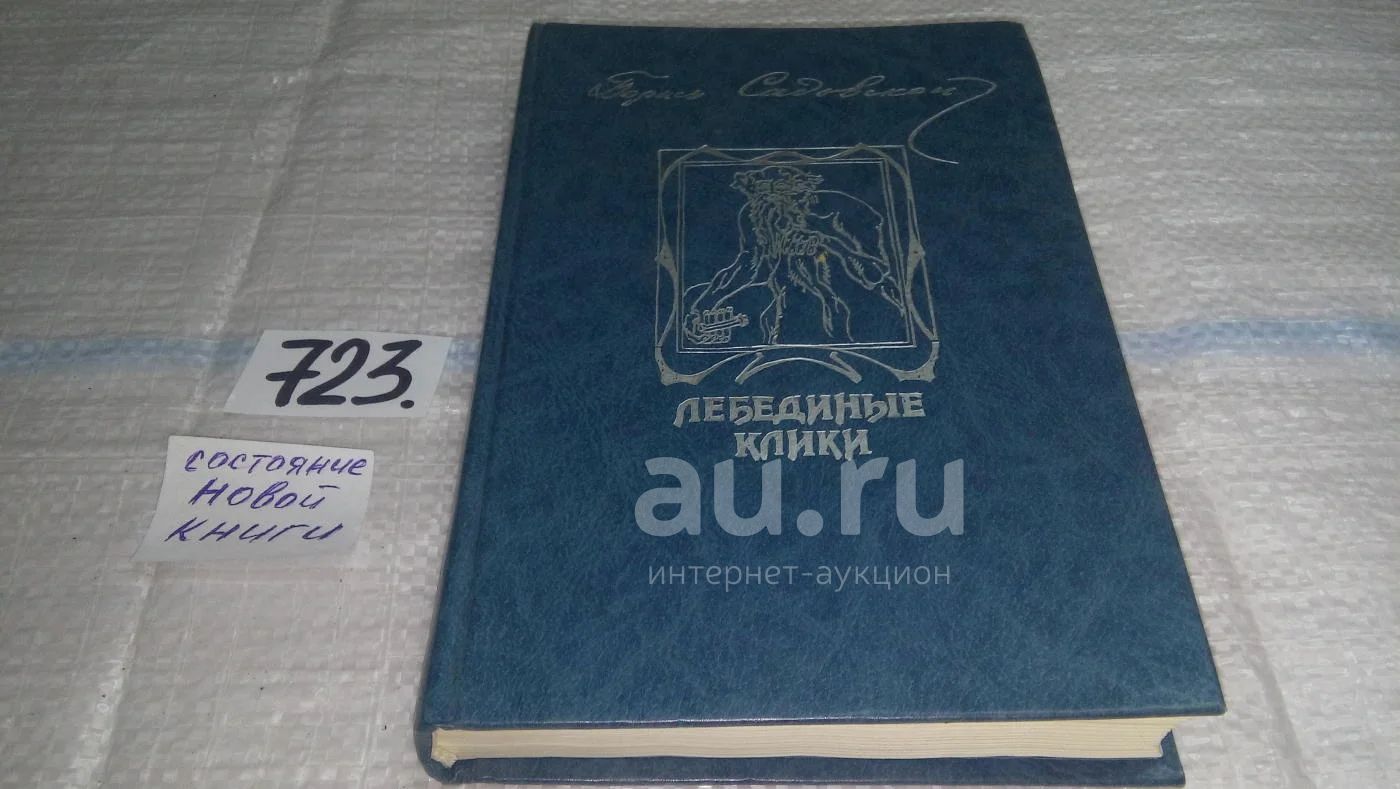 Борис Садовской
ЛЕБЕДИНЫЕ
КЛИКИ
723.
состояние
новой
книги
au.ru
интернет-аукцион